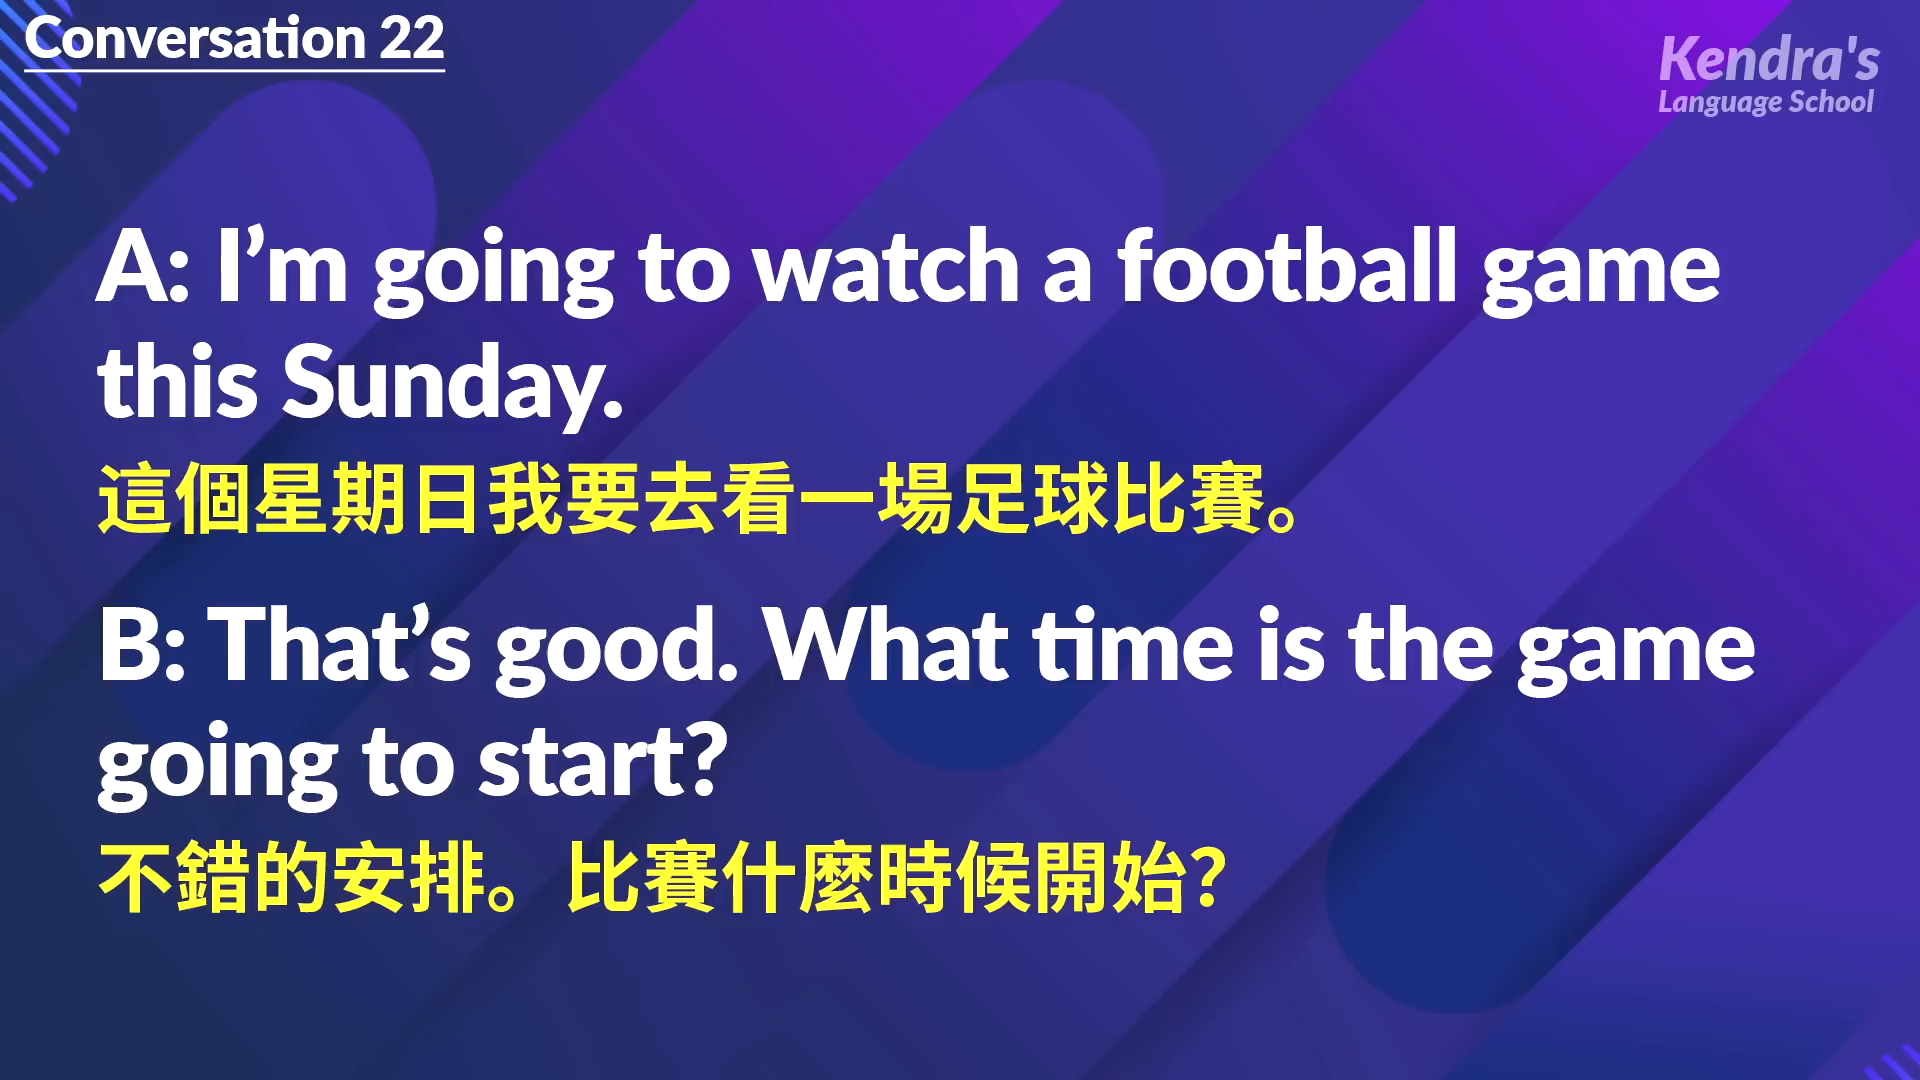 Conversation 22
Kendra's
Language School
A: I’m going to watch a football game
this Sunday.
這個星期日我要去看一場足球比賽。
B: That’s good. What time is the game
going to start?
不錯的安排。比賽什麼時候開始？